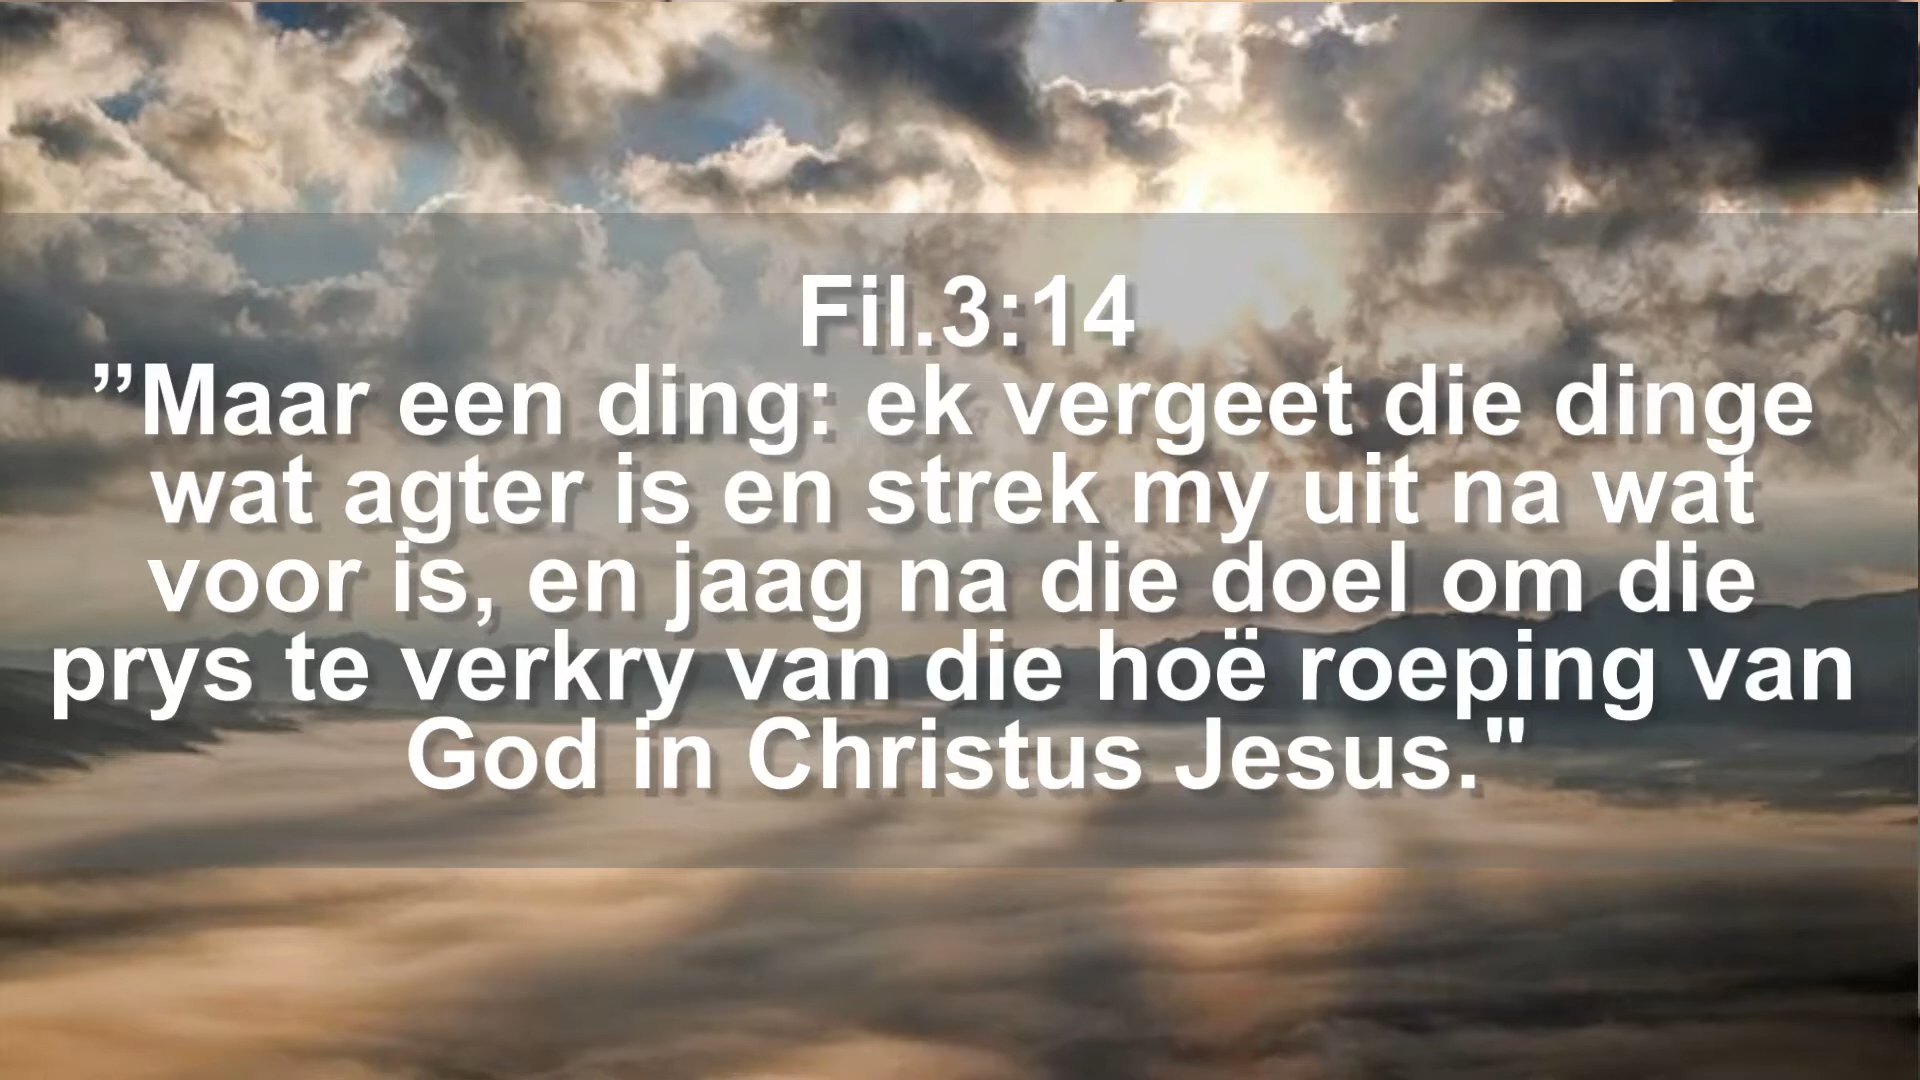 Fil.3:14
”Maar een ding: ek vergeet die dinge
wat agter is en strek my uit na wat
voor is, en jaag na die doel om die
prys te verkry van die hoë roeping van
God in Christus Jesus."